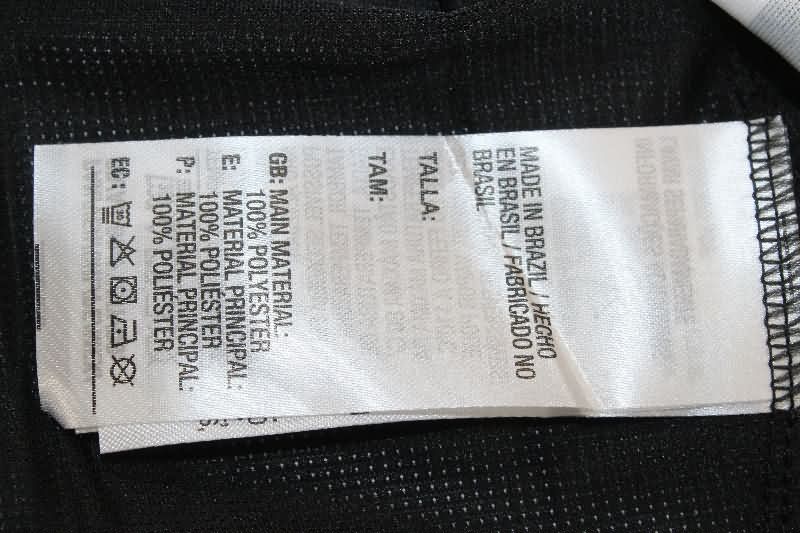 MADE IN BRAZIL / HECHO
EN BRASIL / FABRICADO NO
BRASIL
TALLA:
TAM:
GB: MAIN MATERIAL:
100% POLYESTER
E: MATERIAL PRINCIPAL:
100% POLIÉSTER
P: MATERIAL PRINCIPAL:
100% POLIÉSTER
EC: